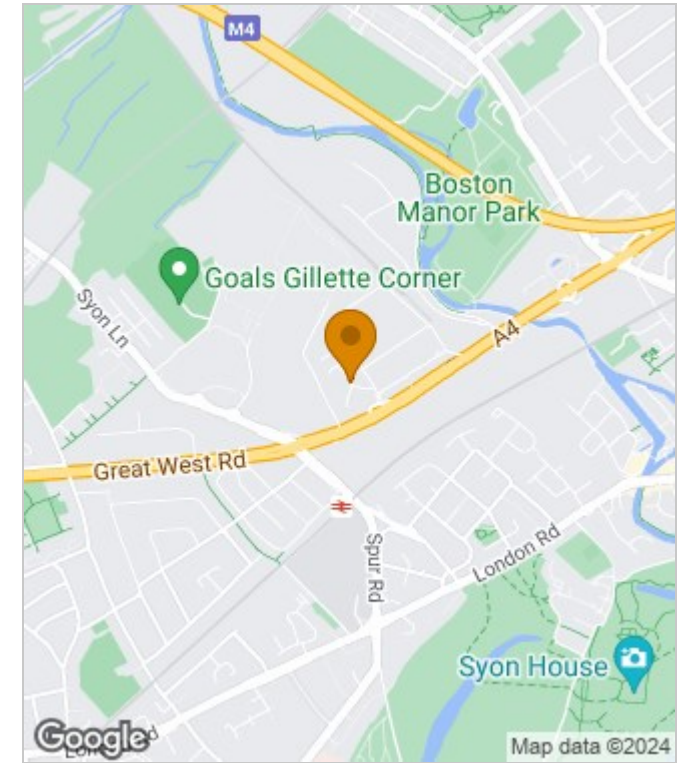 M4
Boston
Manor Park
Goals Gillette Corner
Syon Ln
A4
Great West Rd
Spur Rd
London Rd
Syon House
Google
Map data ©2024